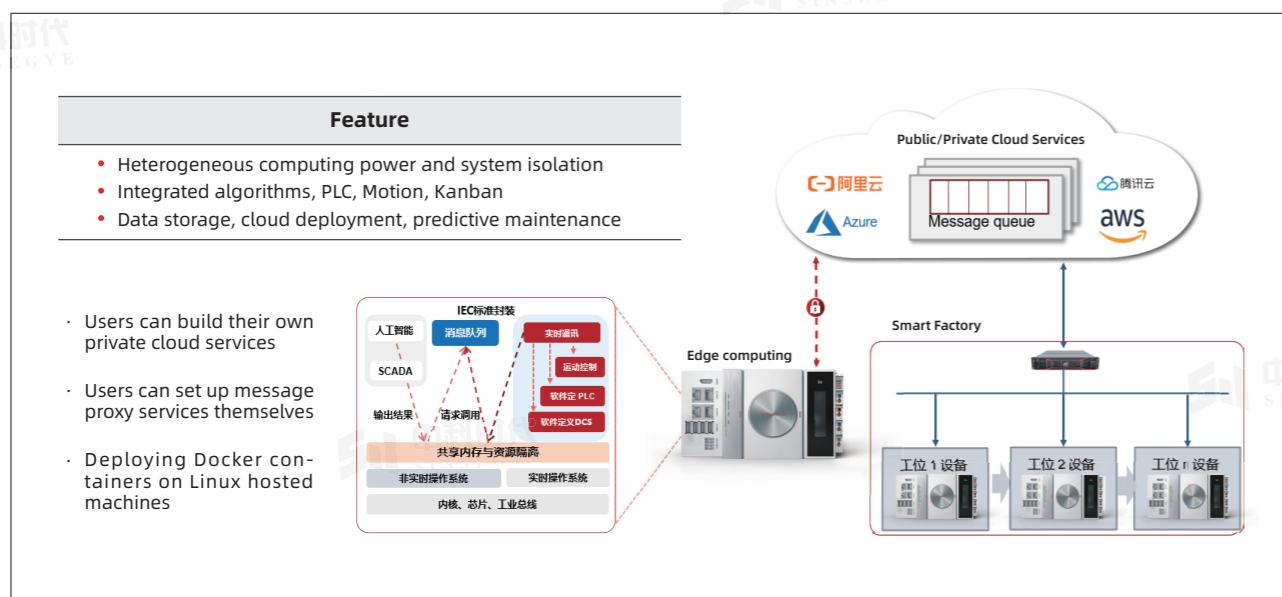 Feature
• Heterogeneous computing power and system isolation
• Integrated algorithms, PLC, Motion, Kanban
• Data storage, cloud deployment, predictive maintenance
· Users can build their own
private cloud services
· Users can set up message
proxy services themselves
· Deploying Docker con-
tainers on Linux hosted
machines
IEC标准封装
人工智能
消息队列
实时通讯
SCADA
运动控制
软件定 PLC
软件定义DCS
输出结果
请求调用
共享内存与资源隔离
非实时操作系统
实时操作系统
内核、芯片、工业总线
Edge computing
Public/Private Cloud Services
阿里云
腾讯云
Azure
Message queue
aws
Smart Factory
工位 1 设备
工位 2 设备
工位 n 设备